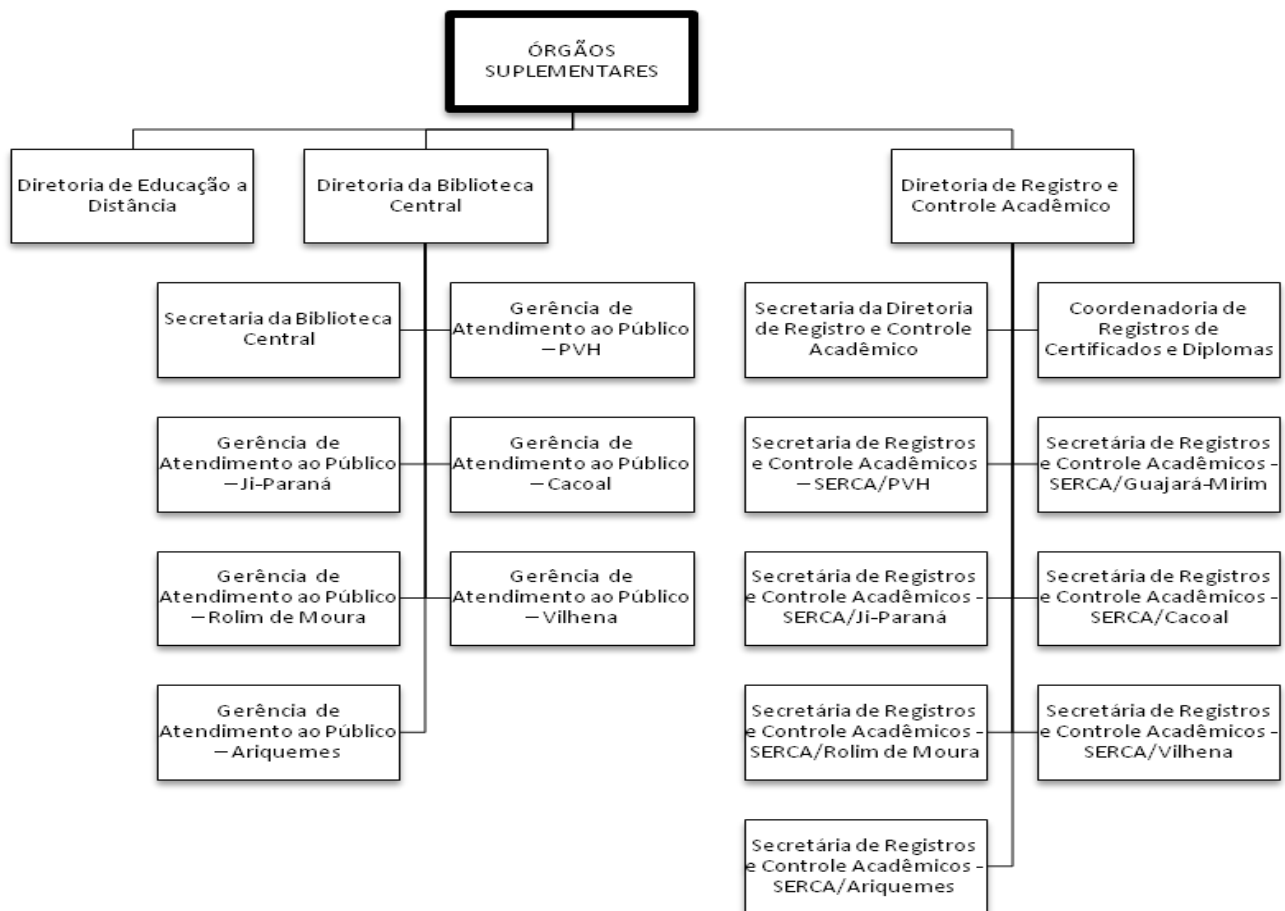 ÓRGÃOS
SUPLEMENTARES
Diretoria de Educação a
Distância
Diretoria da Biblioteca
Central
Diretoria de Registro e
Controle Acadêmico
Secretaria da Biblioteca
Central
Gerência de
Atendimento ao Público
– PVH
Secretaria da Diretoria
de Registro e Controle
Acadêmico
Coordenadoria de
Registros de
Certificados e Diplomas
Gerência de
Atendimento ao Público
– Ji-Paraná
Gerência de
Atendimento ao Público
– Cacoal
Secretaria de Registros
e Controle Acadêmicos
– SERCA/PVH
Secretária de Registros
e Controle Acadêmicos -
SERCA/Guajará-Mirim
Gerência de
Atendimento ao Público
– Rolim de Moura
Gerência de
Atendimento ao Público
– Vilhena
Secretária de Registros
e Controle Acadêmicos -
SERCA/Ji-Paraná
Secretária de Registros
e Controle Acadêmicos -
SERCA/Cacoal
Gerência de
Atendimento ao Público
– Ariquemes
Secretária de Registros
e Controle Acadêmicos -
SERCA/Rolim de Moura
Secretária de Registros
e Controle Acadêmicos -
SERCA/Vilhena
Secretária de Registros
e Controle Acadêmicos -
SERCA/Ariquemes